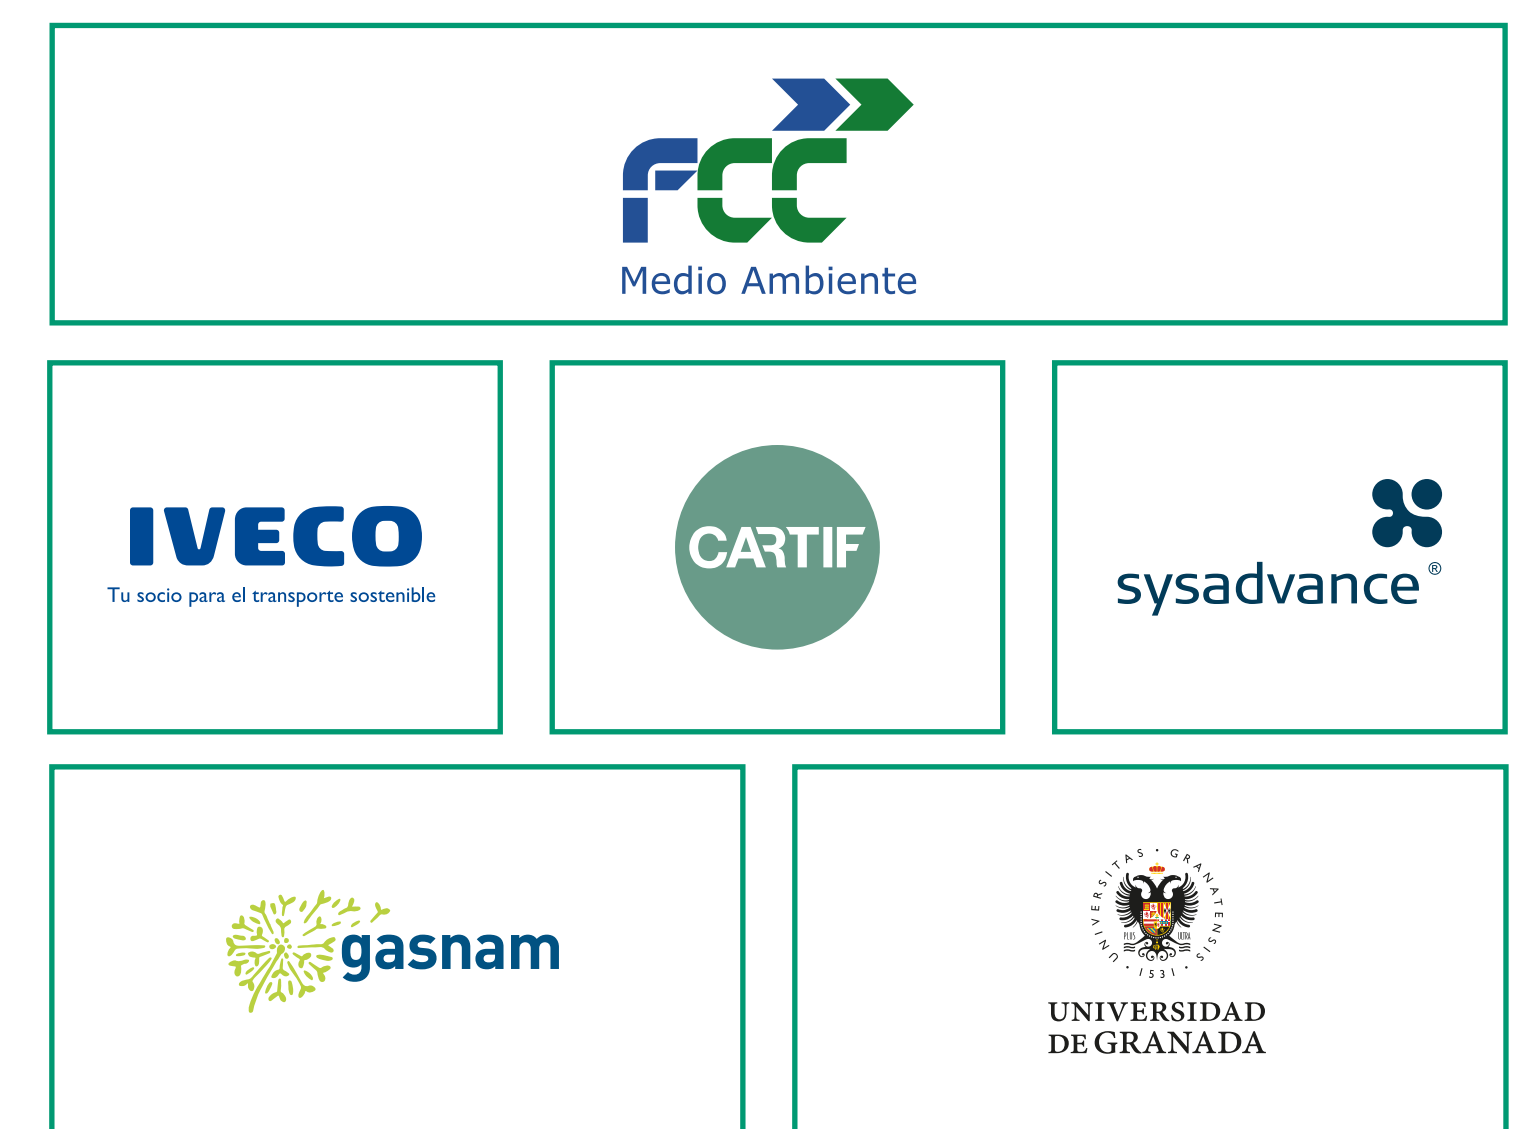 FCC
Medio Ambiente
IVECO
Tu socio para el transporte sostenible
CARTIF
sysadvance®
gasnam
UNIVERSITAS · GRANATENSIS · 1531 ·
PLUS ULTRA
UNIVERSIDAD
DE GRANADA